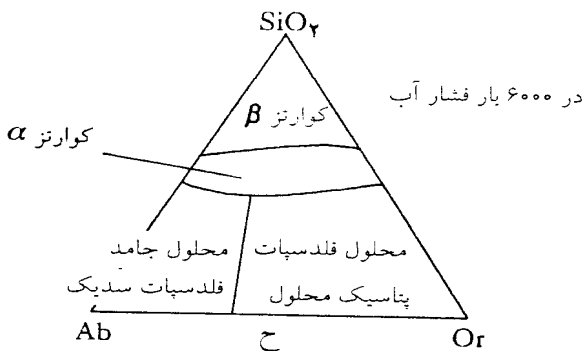 SiO۲
در ۶۰۰۰ بار فشار آب
کوارتز β
کوارتز α
محلول جامد
فلدسپات سدیک
محلول فلدسپات
پتاسیک محلول
Ab
ح
Or